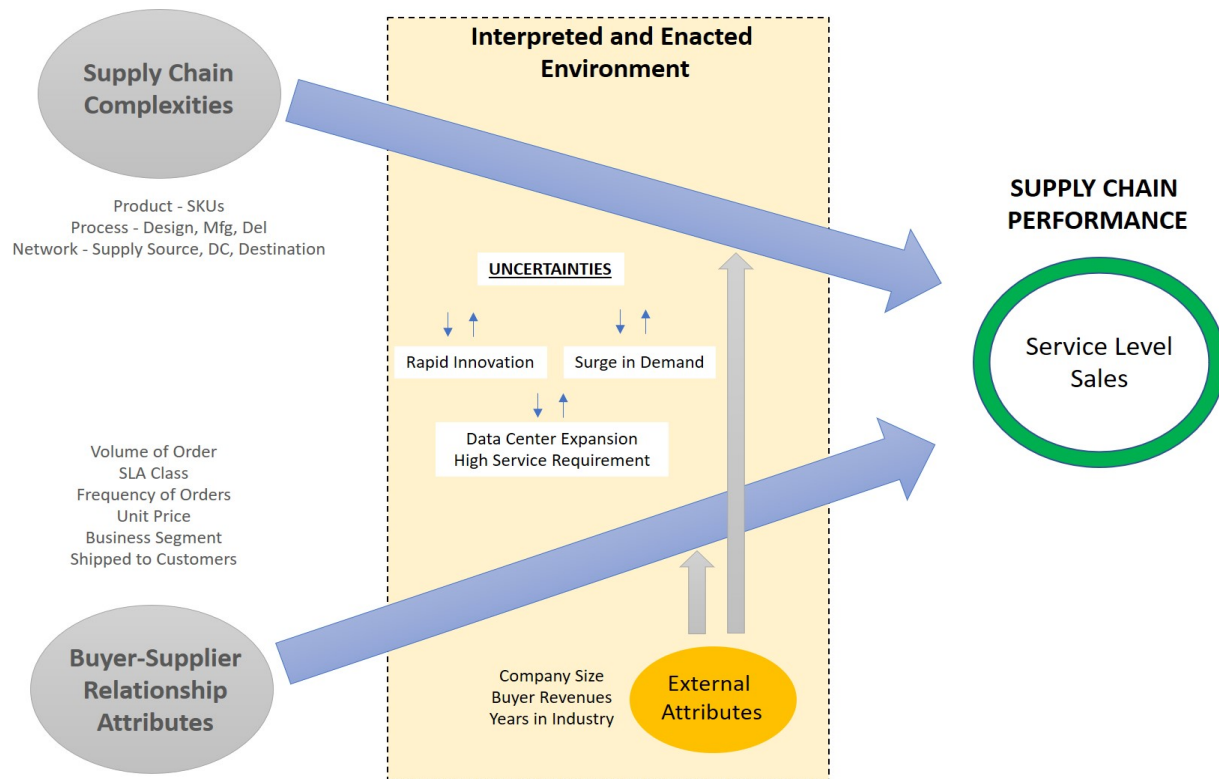 Interpreted and Enacted
Environment
Supply Chain
Complexities
Product - SKUs
Process - Design, Mfg, Del
Network - Supply Source, DC, Destination
SUPPLY CHAIN
PERFORMANCE
UNCERTAINTIES
Rapid Innovation
Surge in Demand
Service Level
Sales
Data Center Expansion
High Service Requirement
Volume of Order
SLA Class
Frequency of Orders
Unit Price
Business Segment
Shipped to Customers
Buyer-Supplier
Relationship
Attributes
Company Size
Buyer Revenues
Years in Industry
External
Attributes